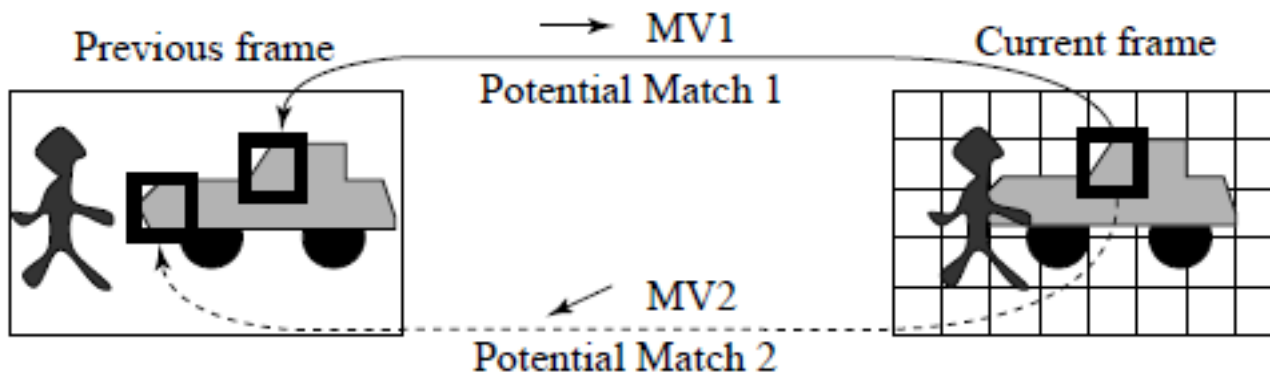 Previous frame
MV1
Current frame
Potential Match 1
MV2
Potential Match 2